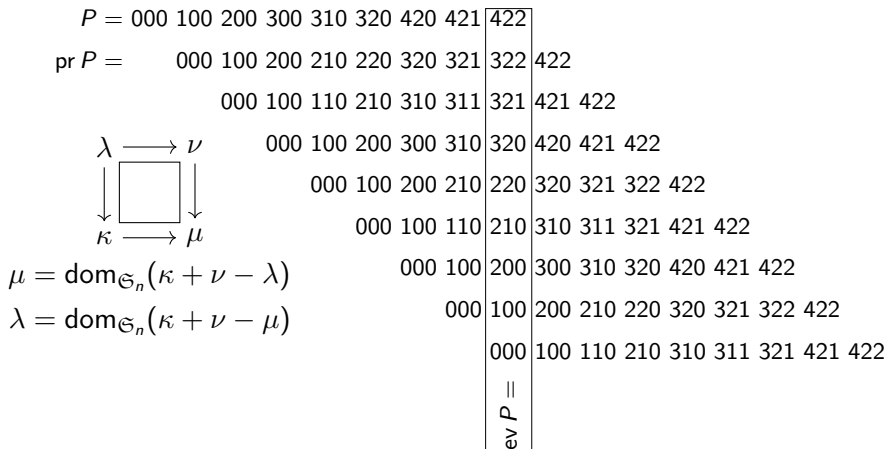 P = 000 100 200 300 310 320 420 421 422
pr P = 000 100 200 210 220 320 321 322 422
000 100 110 210 310 311 321 421 422
λ ⟶ ν 000 100 200 300 310 320 420 421 422
000 100 200 210 220 320 321 322 422
κ ⟶ μ 000 100 110 210 310 311 321 421 422
μ = dom_{𝔖_n}(κ + ν − λ) 000 100 200 300 310 320 420 421 422
λ = dom_{𝔖_n}(κ + ν − μ) 000 100 200 210 220 320 321 322 422
000 100 110 210 310 311 321 421 422
ev P =